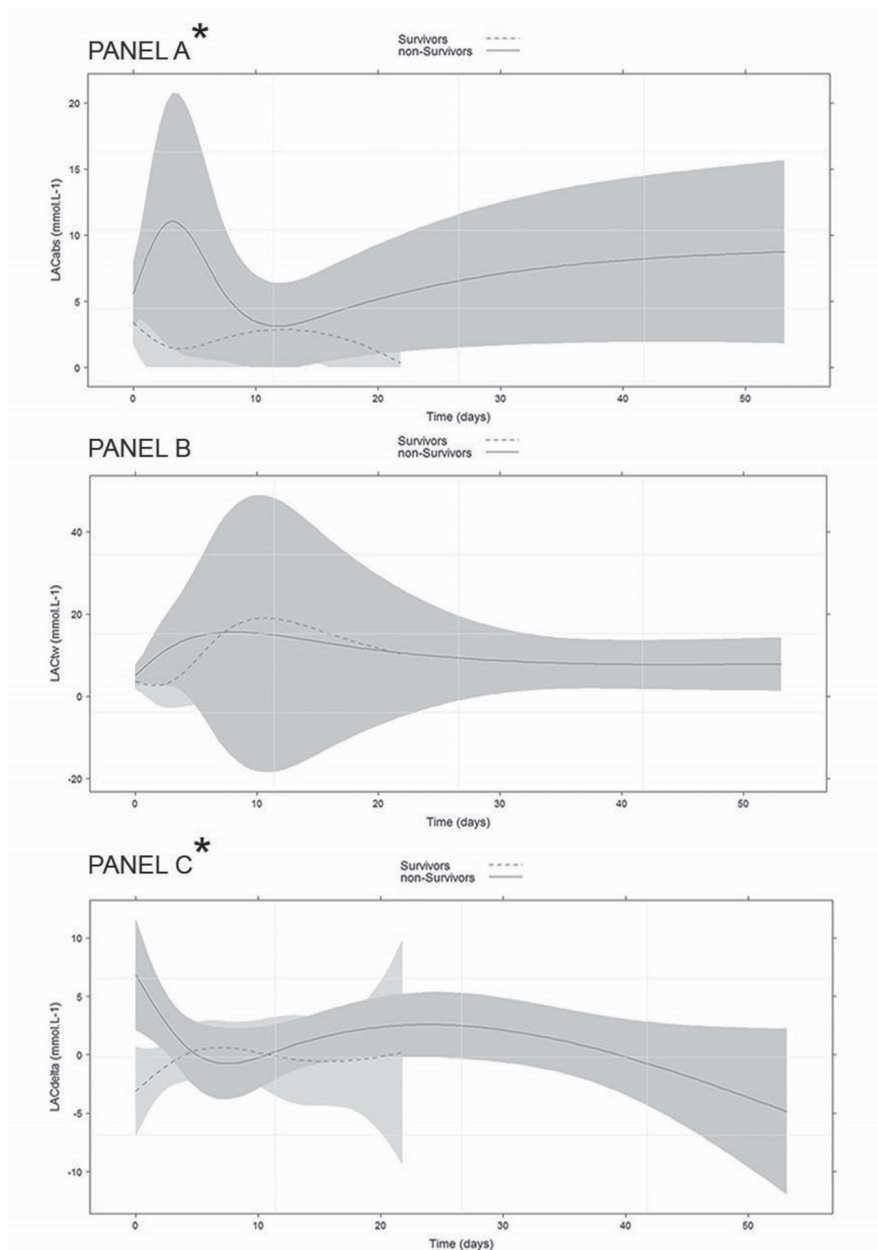 PANEL A*
Survivors
non-Survivors
20
15
10
5
0
LACabs (mmol.L-1)
0 10 20 30 40 50
Time (days)
PANEL B
Survivors
non-Survivors
40
20
0
-20
LACtw (mmol.L-1)
0 10 20 30 40 50
Time (days)
PANEL C*
Survivors
non-Survivors
10
5
0
-5
-10
LACdelta (mmol.L-1)
0 10 20 30 40 50
Time (days)